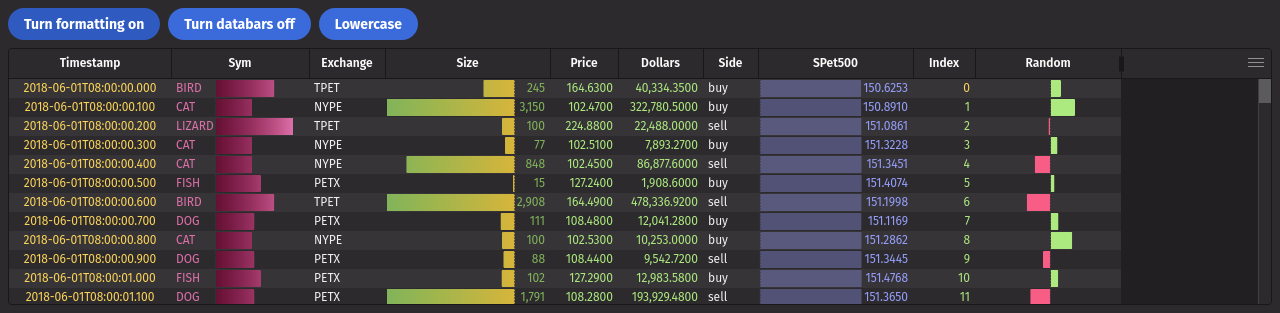 Turn formatting on Turn databars off Lowercase
Timestamp Sym Exchange Size Price Dollars Side SPet500 Index Random
2018-06-01T08:00:00.000 BIRD TPET 245 164.6300 40,334.3500 buy 150.6253 0
2018-06-01T08:00:00.100 CAT NYPE 3,150 102.4700 322,780.5000 buy 150.8910 1
2018-06-01T08:00:00.200 LIZARD TPET 100 224.8800 22,488.0000 sell 151.0861 2
2018-06-01T08:00:00.300 CAT NYPE 77 102.5100 7,893.2700 buy 151.3228 3
2018-06-01T08:00:00.400 CAT NYPE 848 102.4500 86,877.6000 sell 151.3451 4
2018-06-01T08:00:00.500 FISH PETX 15 127.2400 1,908.6000 buy 151.4074 5
2018-06-01T08:00:00.600 BIRD TPET 2,908 164.4900 478,336.9200 sell 151.1998 6
2018-06-01T08:00:00.700 DOG PETX 111 108.4800 12,041.2800 buy 151.1169 7
2018-06-01T08:00:00.800 CAT NYPE 100 102.5300 10,253.0000 buy 151.2862 8
2018-06-01T08:00:00.900 DOG PETX 88 108.4400 9,542.7200 sell 151.3445 9
2018-06-01T08:00:01.000 FISH PETX 102 127.2900 12,983.5800 buy 151.4768 10
2018-06-01T08:00:01.100 DOG PETX 1,791 108.2800 193,929.4800 sell 151.3650 11